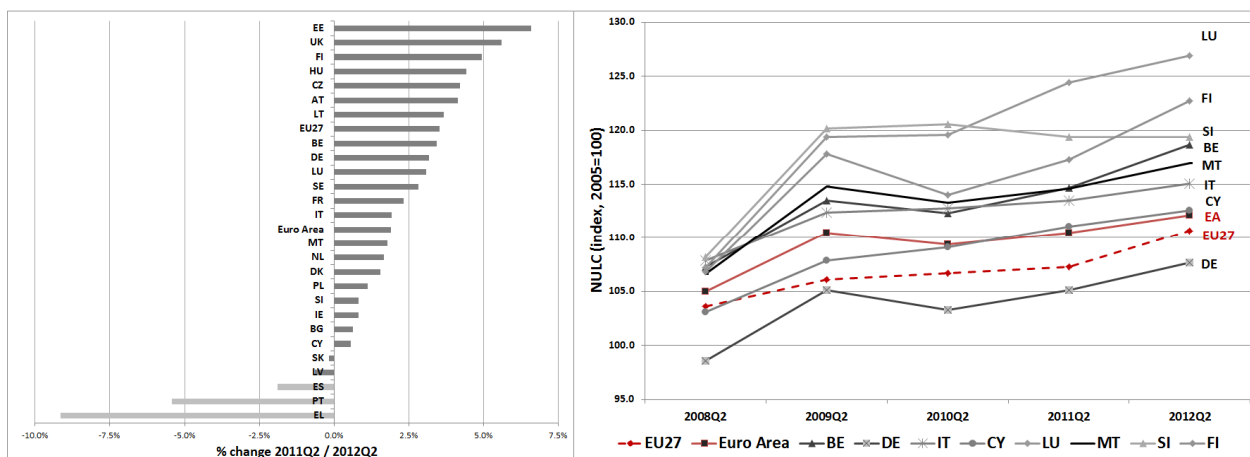 EE
UK
FI
HU
CZ
AT
LT
EU27
BE
DE
LU
SE
FR
IT
Euro Area
MT
NL
DK
PL
SI
IE
BG
CY
SK
LV
ES
PT
EL
-10.0% -7.5% -5.0% -2.5% 0.0% 2.5% 5.0% 7.5%
% change 2011Q2 / 2012Q2
NULC (index, 2005=100)
130.0
125.0
120.0
115.0
110.0
105.0
100.0
95.0
LU
FI
SI
BE
MT
IT
CY
EA
EU27
DE
2008Q2 2009Q2 2010Q2 2011Q2 2012Q2
EU27 Euro Area BE DE IT CY LU MT SI FI